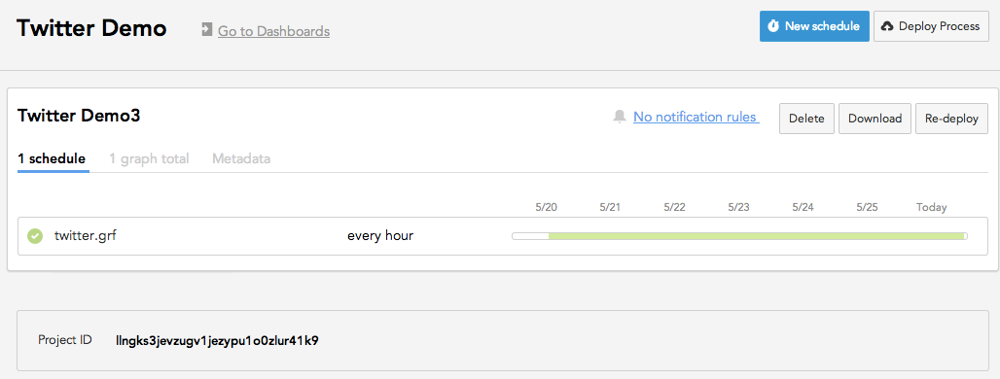 Twitter Demo Go to Dashboards New schedule Deploy Process
Twitter Demo3 No notification rules Delete Download Re-deploy
1 schedule 1 graph total Metadata
5/20 5/21 5/22 5/23 5/24 5/25 Today
twitter.grf every hour
Project ID llngks3jevzugv1jezypu1o0zlur41k9